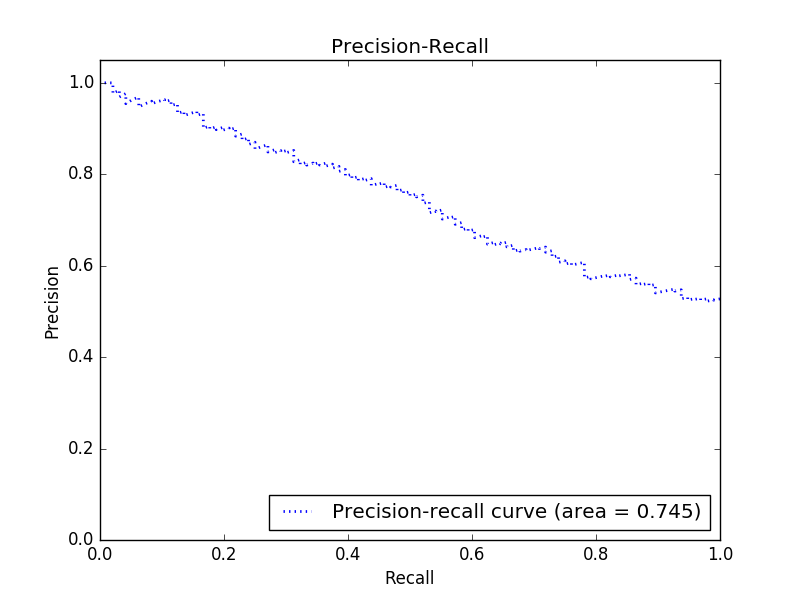 Precision-Recall
1.0
0.8
0.6
0.4
0.2
0.0
Precision
0.0 0.2 0.4 0.6 0.8 1.0
Recall
Precision-recall curve (area = 0.745)